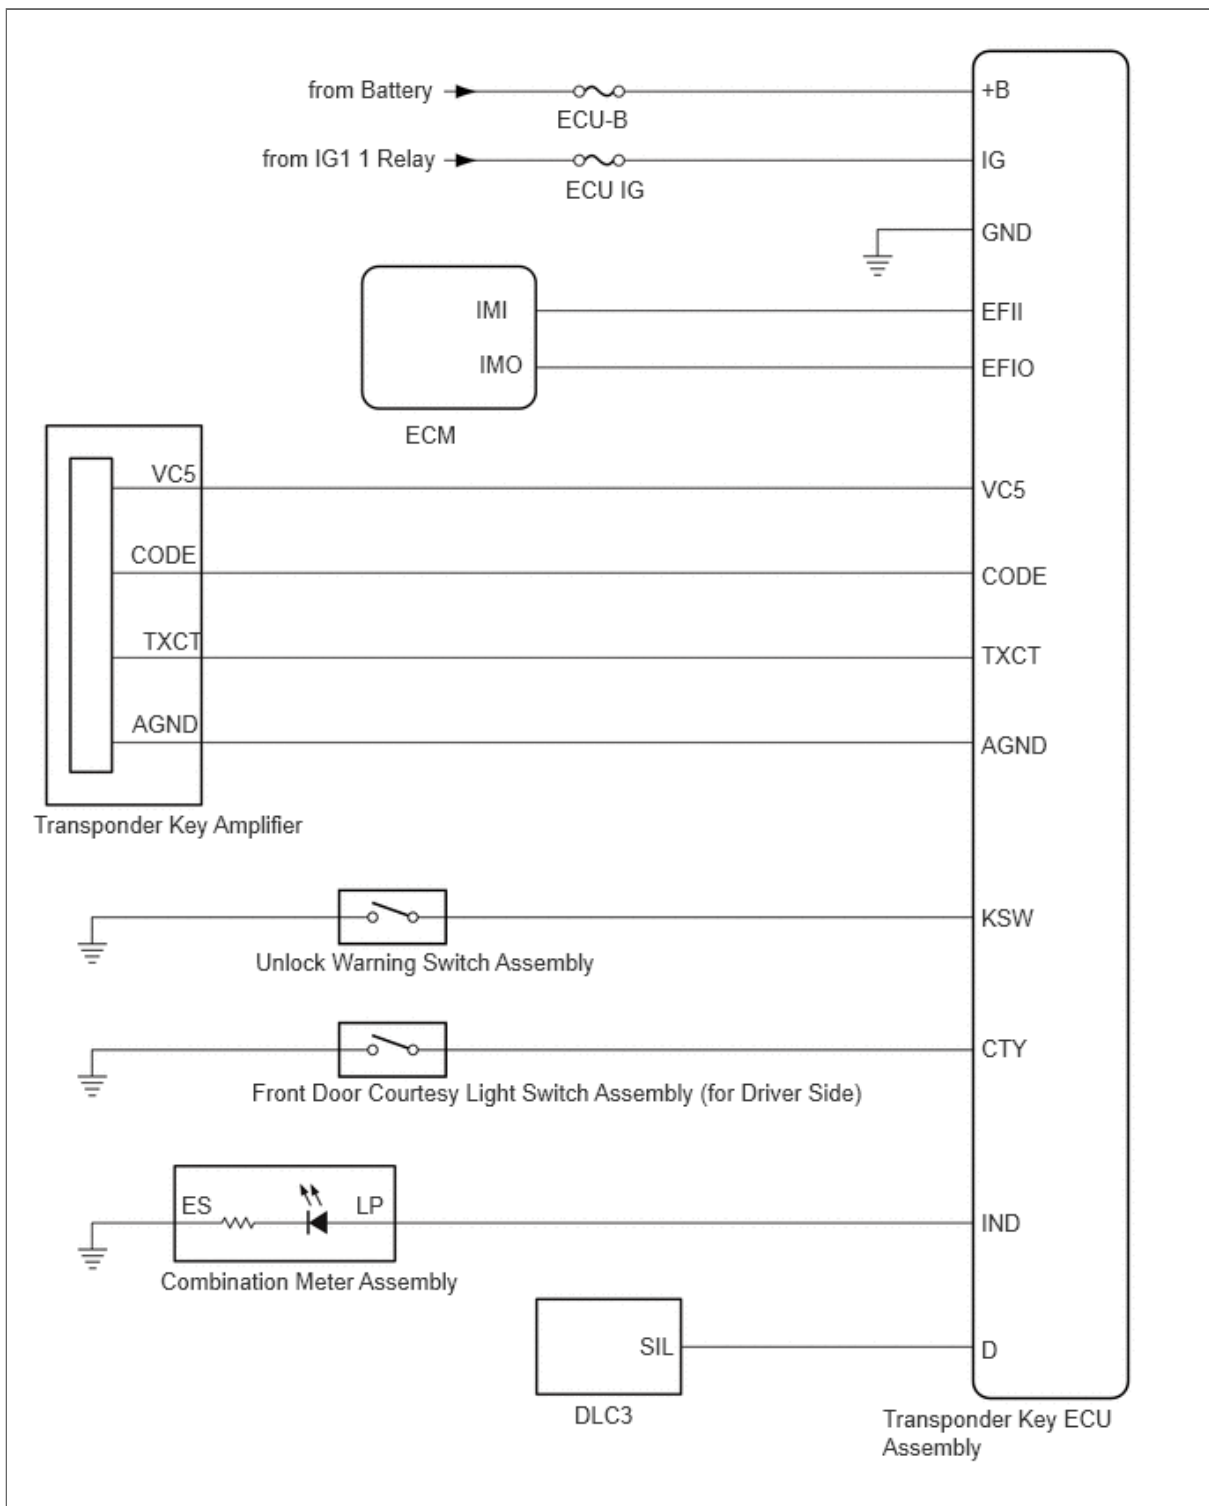 from Battery
+B
ECU-B
from IG1 1 Relay
IG
ECU IG
GND
IMI
EFII
IMO
EFIO
ECM
VC5
VC5
CODE
CODE
TXCT
TXCT
AGND
AGND
Transponder Key Amplifier
KSW
Unlock Warning Switch Assembly
CTY
Front Door Courtesy Light Switch Assembly (for Driver Side)
ES
LP
IND
Combination Meter Assembly
SIL
D
DLC3
Transponder Key ECU
Assembly